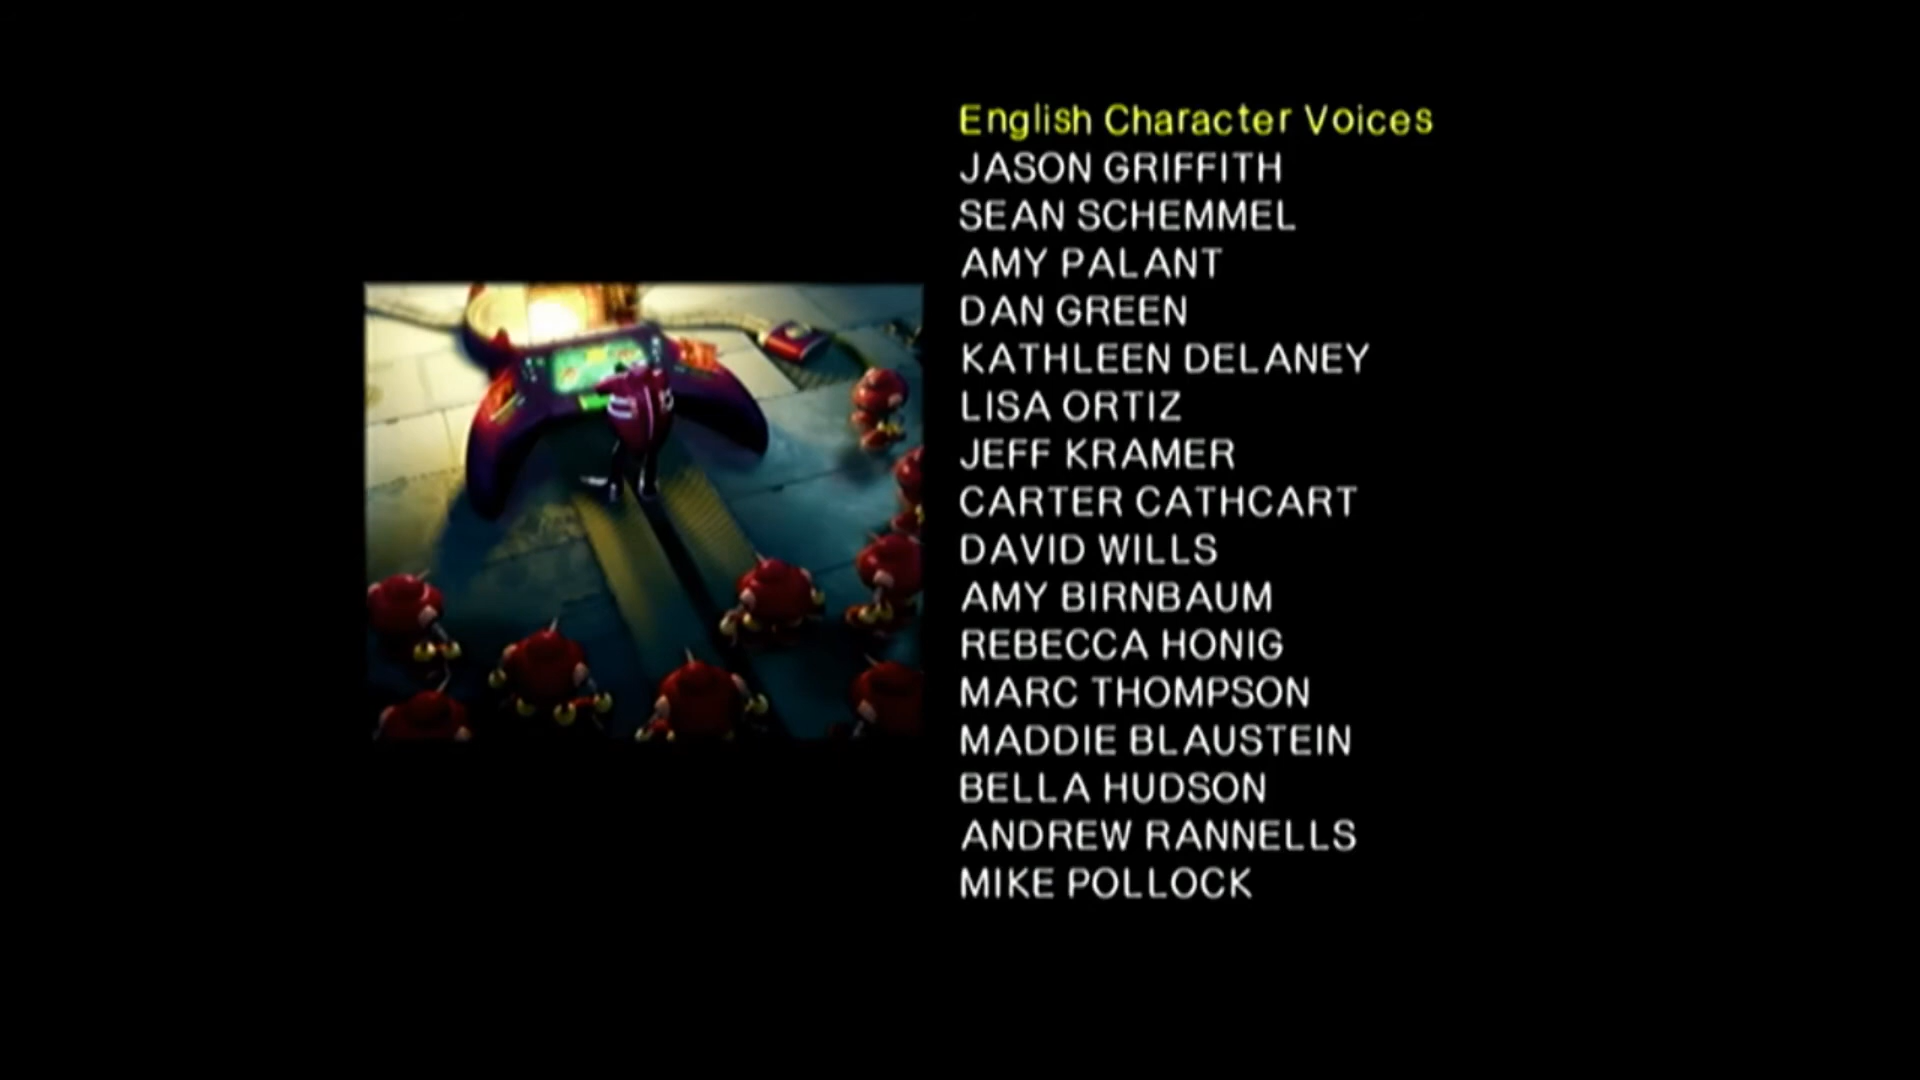 English Character Voices
JASON GRIFFITH
SEAN SCHEMMEL
AMY PALANT
DAN GREEN
KATHLEEN DELANEY
LISA ORTIZ
JEFF KRAMER
CARTER CATHCART
DAVID WILLS
AMY BIRNBAUM
REBECCA HONIG
MARC THOMPSON
MADDIE BLAUSTEIN
BELLA HUDSON
ANDREW RANNELLS
MIKE POLLOCK